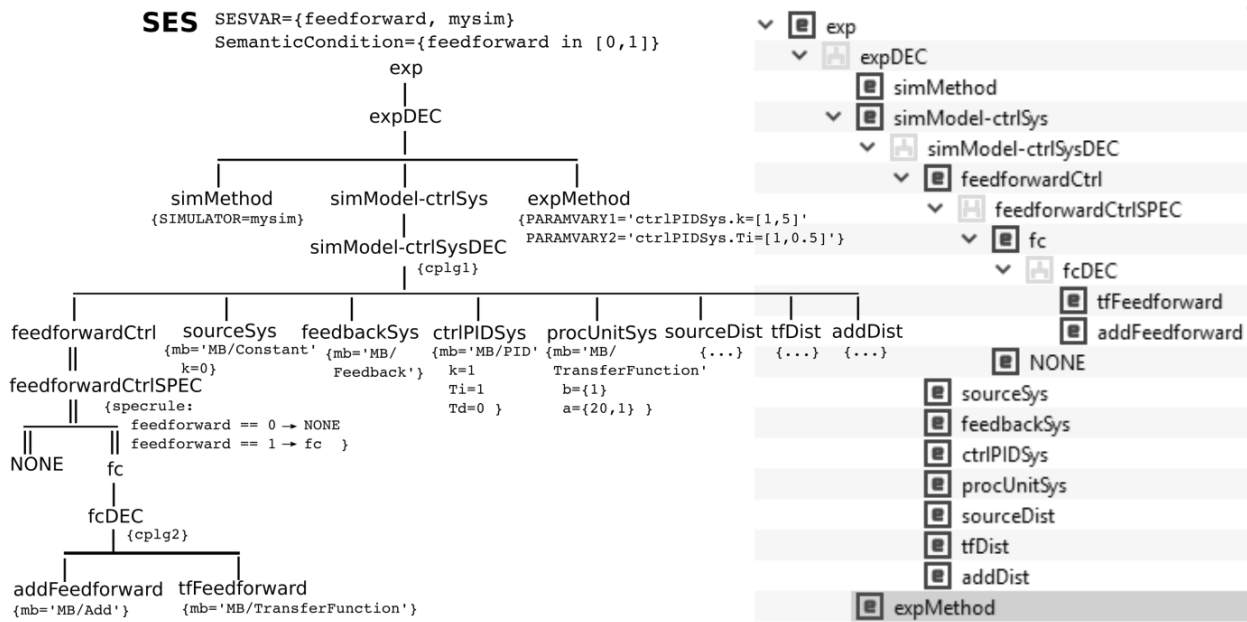 SES SESVAR={feedforward, mysim}
SemanticCondition={feedforward in [0,1]}
exp
expDEC
simMethod simModel-ctrlSys expMethod
{SIMULATOR=mysim} {PARAMVARY1='ctrlPIDSys.k=[1,5]'
PARAMVARY2='ctrlPIDSys.Ti=[1,0.5]'}
simModel-ctrlSysDEC
{cplg1}
feedforwardCtrl sourceSys feedbackSys ctrlPIDSys procUnitSys sourceDist tfDist addDist
{mb='MB/Constant' {mb='MB/ {mb='MB/PID' {mb='MB/ {...} {...} {...}
k=0} Feedback'} k=1 TransferFunction'
feedforwardCtrlSPEC Ti=1 b={1}
{specrule: Td=0 } a={20,1} }
feedforward == 0 → NONE
feedforward == 1 → fc }
NONE fc
fcDEC
{cplg2}
addFeedforward tfFeedforward
{mb='MB/Add'} {mb='MB/TransferFunction'}
exp
expDEC
simMethod
simModel-ctrlSys
simModel-ctrlSysDEC
feedforwardCtrl
feedforwardCtrlSPEC
fc
fcDEC
tfFeedforward
addFeedforward
NONE
sourceSys
feedbackSys
ctrlPIDSys
procUnitSys
sourceDist
tfDist
addDist
expMethod